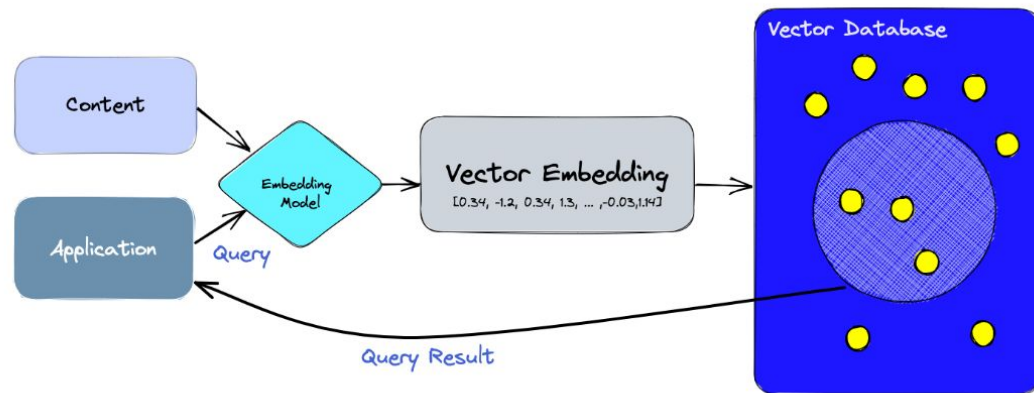 Vector Database
Content
Embedding
Model
Vector Embedding
[0.34, -1.2, 0.34, 1.3, ... ,-0.03,1.14]
Application
Query
Query Result